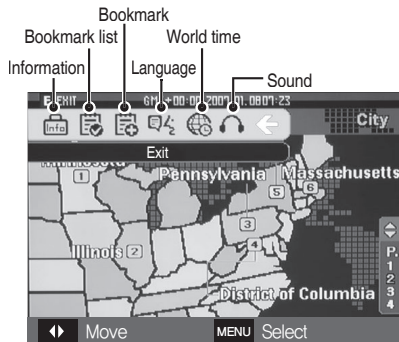 Bookmark
Bookmark list World time
Information Language
Sound
EXIT GMT+00:00 2007.01.08 07:23
Info City
Exit
Minnesota
1 Pennsylvania Massachusetts
5 6
3
Illinois 2 4
P.
1
2
3
4
District of Columbia
Move MENU Select